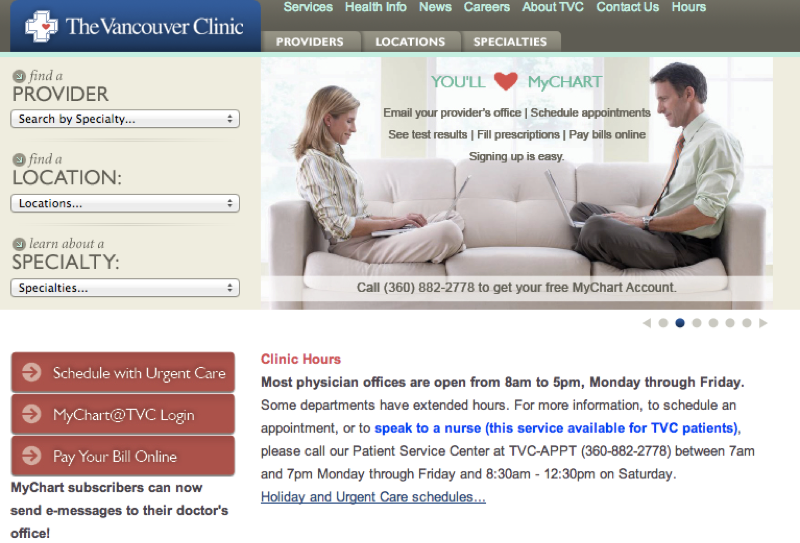 The Vancouver Clinic
Services Health Info News Careers About TVC Contact Us Hours
PROVIDERS LOCATIONS SPECIALTIES
find a
PROVIDER
Search by Specialty...
find a
LOCATION:
Locations...
learn about a
SPECIALTY:
Specialties...
YOU'LL MyCHART
Email your provider's office | Schedule appointments
See test results | Fill prescriptions | Pay bills online
Signing up is easy.
Call (360) 882-2778 to get your free MyChart Account.
Schedule with Urgent Care
MyChart@TVC Login
Pay Your Bill Online
MyChart subscribers can now
send e-messages to their doctor's
office!
Clinic Hours
Most physician offices are open from 8am to 5pm, Monday through Friday.
Some departments have extended hours. For more information, to schedule an
appointment, or to speak to a nurse (this service available for TVC patients),
please call our Patient Service Center at TVC-APPT (360-882-2778) between 7am
and 7pm Monday through Friday and 8:30am - 12:30pm on Saturday.
Holiday and Urgent Care schedules...